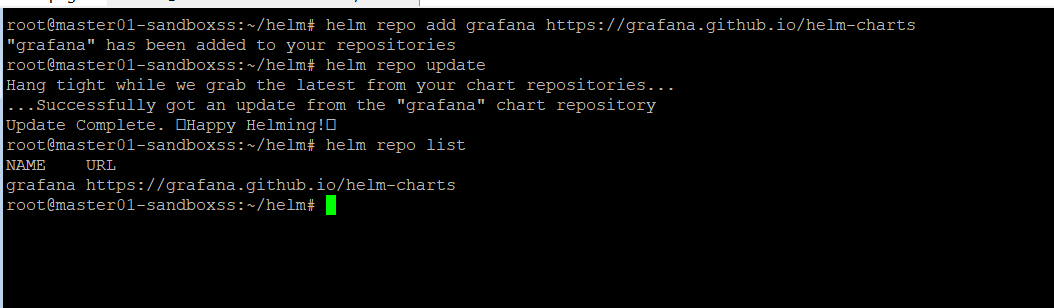 root@master01-sandboxss:~/helm# helm repo add grafana https://grafana.github.io/helm-charts
"grafana" has been added to your repositories
root@master01-sandboxss:~/helm# helm repo update
Hang tight while we grab the latest from your chart repositories...
...Successfully got an update from the "grafana" chart repository
Update Complete. ⎕Happy Helming!⎕
root@master01-sandboxss:~/helm# helm repo list
NAME    URL
grafana https://grafana.github.io/helm-charts
root@master01-sandboxss:~/helm#